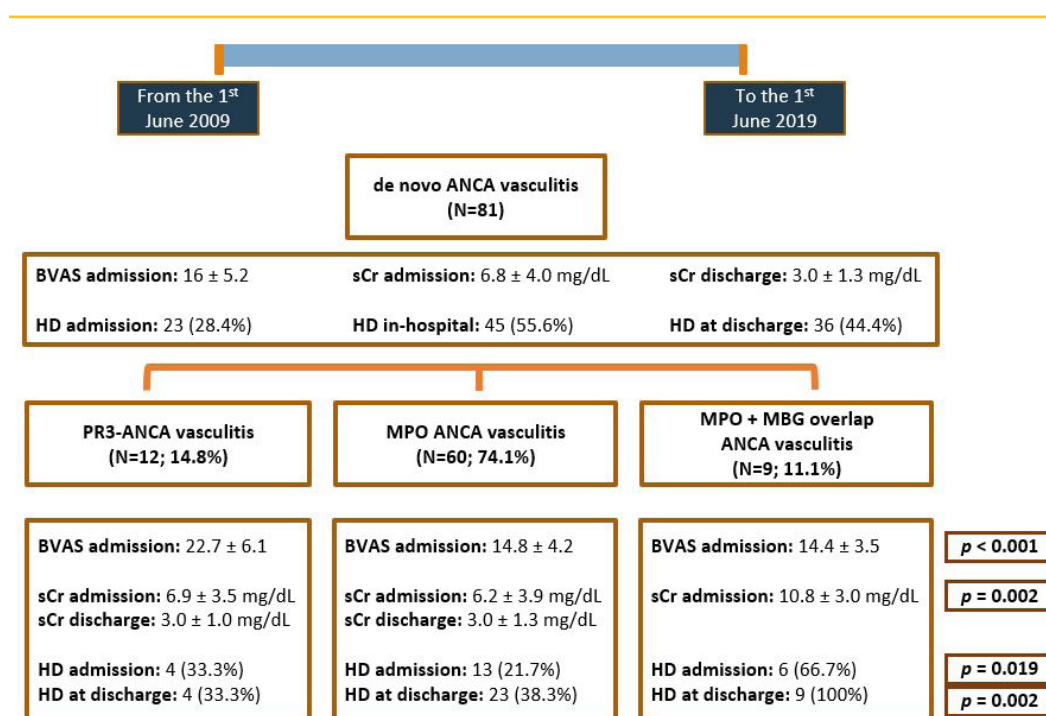 From the 1st
June 2009
To the 1st
June 2019
de novo ANCA vasculitis
(N=81)
BVAS admission: 16 ± 5.2
sCr admission: 6.8 ± 4.0 mg/dL
sCr discharge: 3.0 ± 1.3 mg/dL
HD admission: 23 (28.4%)
HD in-hospital: 45 (55.6%)
HD at discharge: 36 (44.4%)
PR3-ANCA vasculitis
(N=12; 14.8%)
MPO ANCA vasculitis
(N=60; 74.1%)
MPO + MBG overlap
ANCA vasculitis
(N=9; 11.1%)
BVAS admission: 22.7 ± 6.1
sCr admission: 6.9 ± 3.5 mg/dL
sCr discharge: 3.0 ± 1.0 mg/dL
HD admission: 4 (33.3%)
HD at discharge: 4 (33.3%)
BVAS admission: 14.8 ± 4.2
sCr admission: 6.2 ± 3.9 mg/dL
sCr discharge: 3.0 ± 1.3 mg/dL
HD admission: 13 (21.7%)
HD at discharge: 23 (38.3%)
BVAS admission: 14.4 ± 3.5
sCr admission: 10.8 ± 3.0 mg/dL
HD admission: 6 (66.7%)
HD at discharge: 9 (100%)
p < 0.001
p = 0.002
p = 0.019
p = 0.002